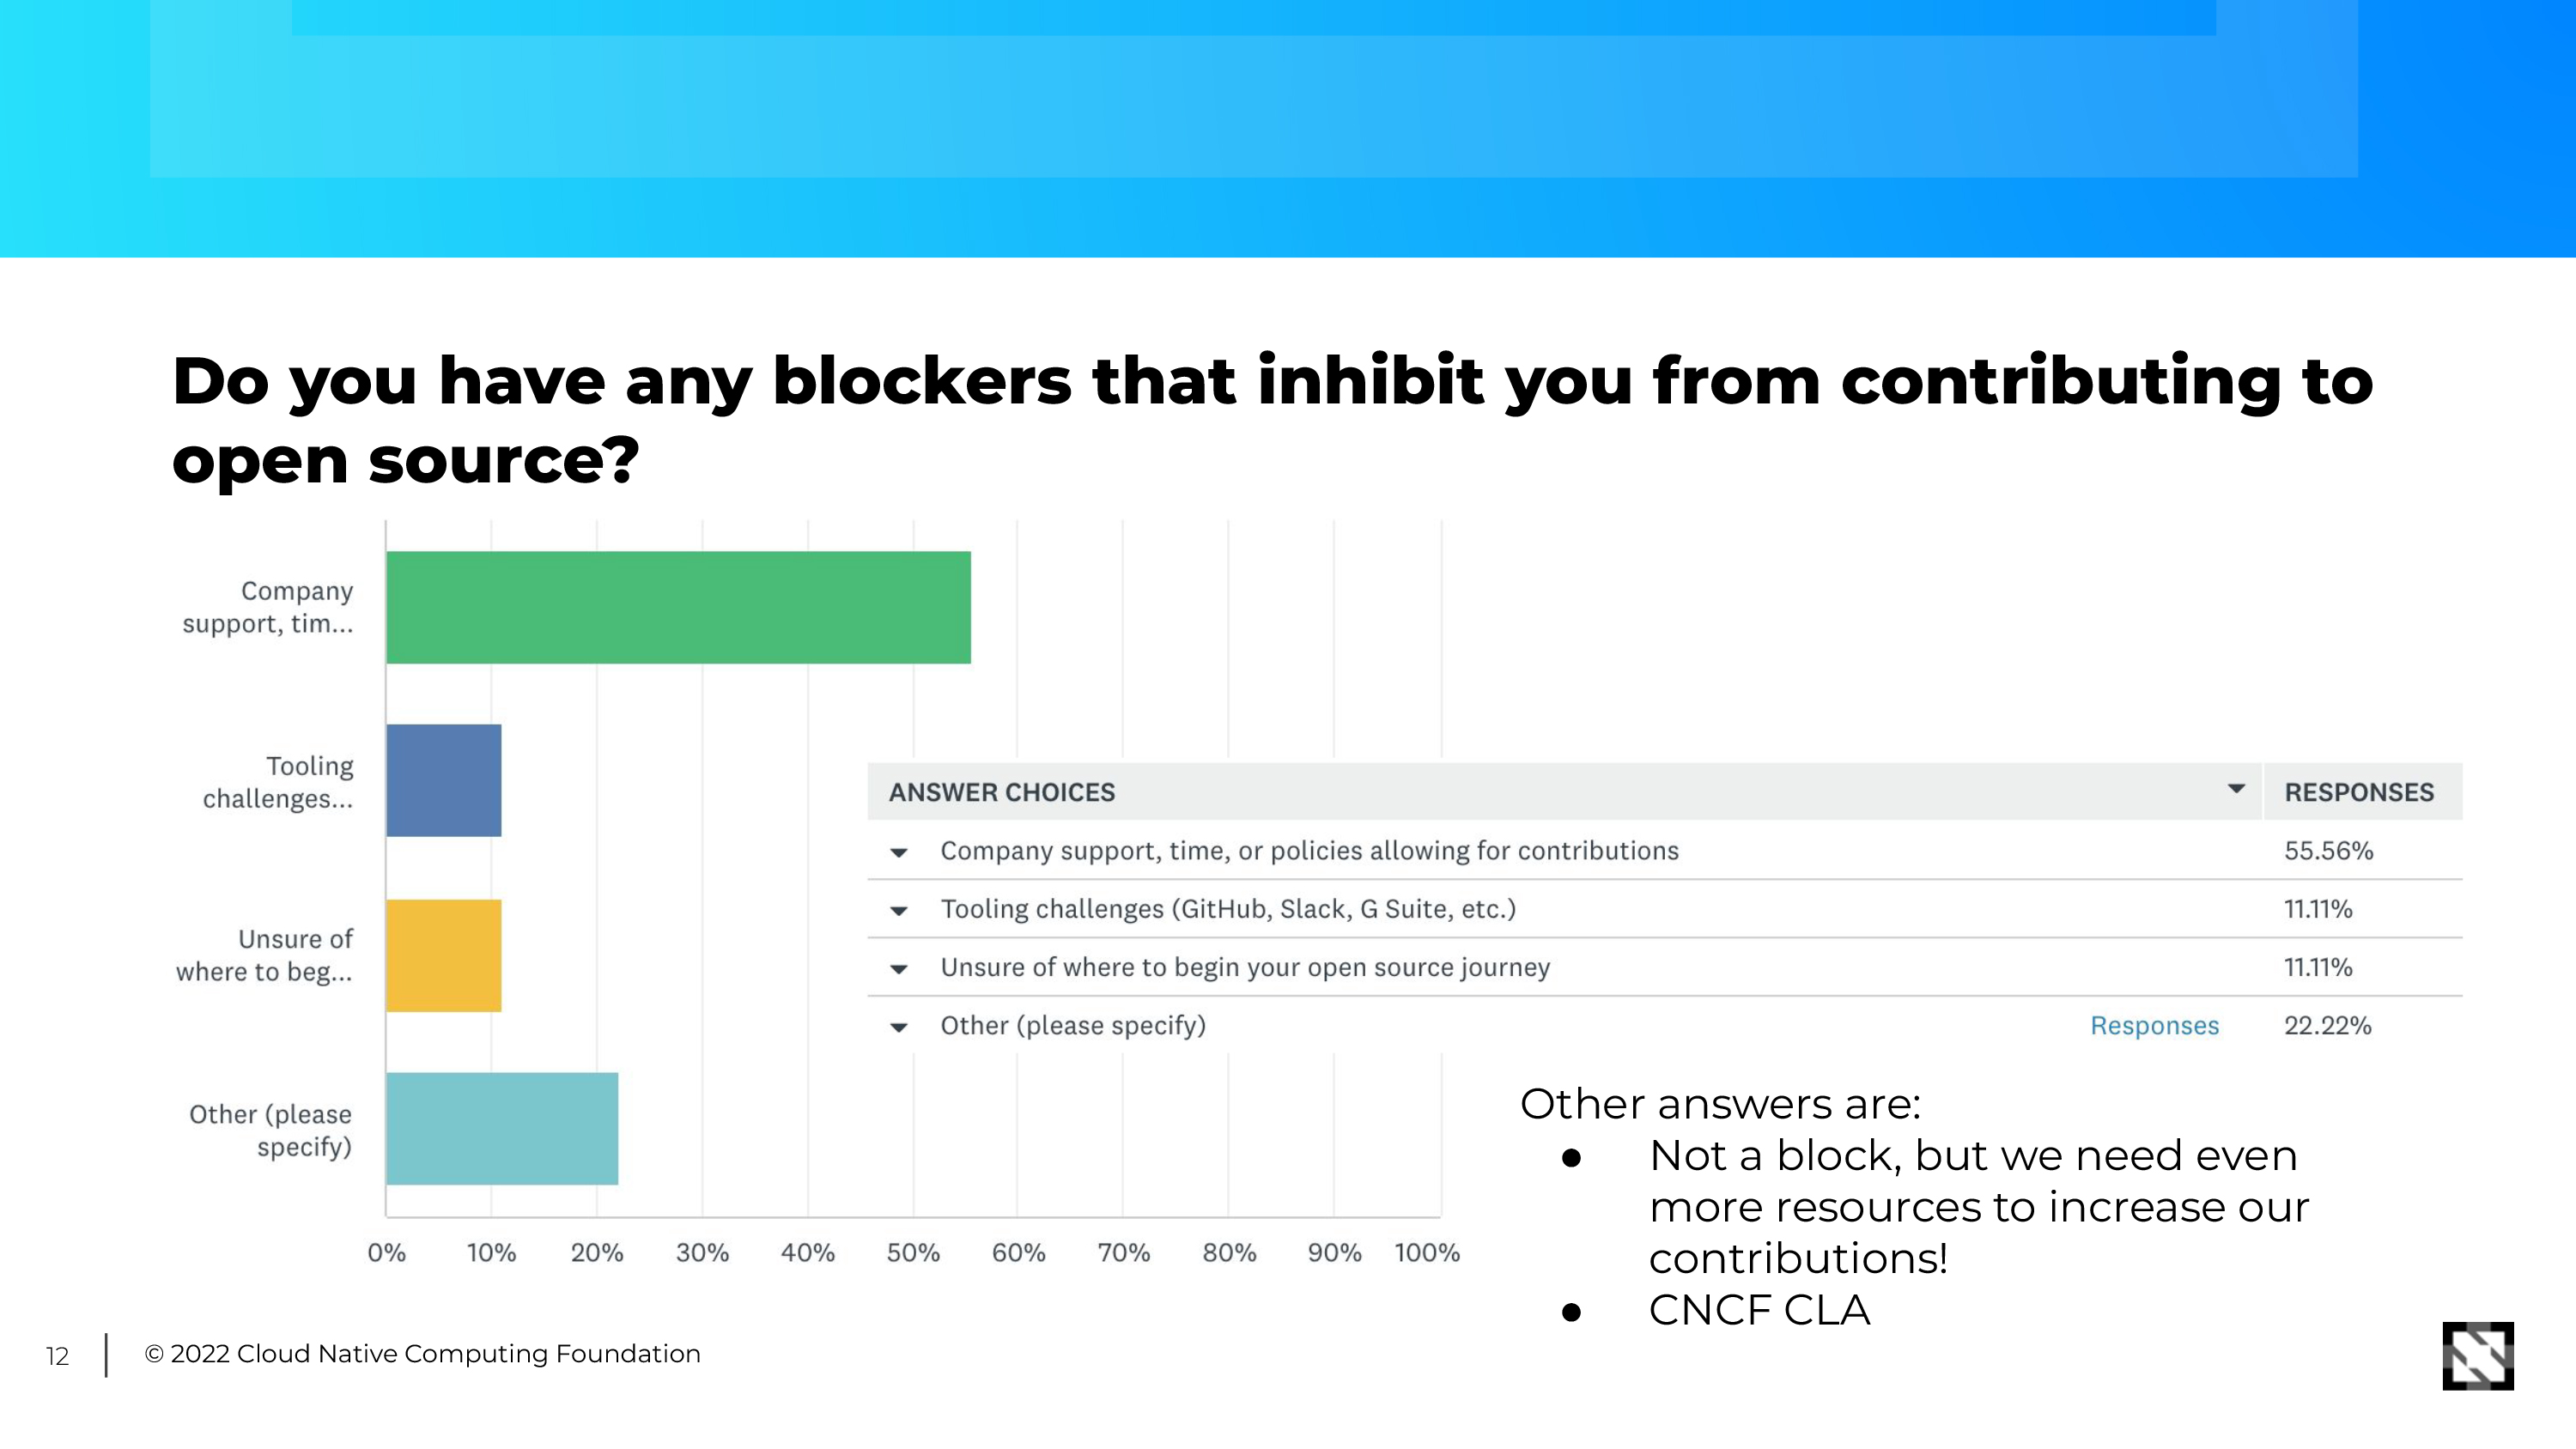 Do you have any blockers that inhibit you from contributing to
open source?
Company
support, tim...
Tooling
challenges...
Unsure of
where to beg...
Other (please
specify)
0% 10% 20% 30% 40% 50% 60% 70% 80% 90% 100%
ANSWER CHOICES RESPONSES
Company support, time, or policies allowing for contributions 55.56%
Tooling challenges (GitHub, Slack, G Suite, etc.) 11.11%
Unsure of where to begin your open source journey 11.11%
Other (please specify) Responses 22.22%
Other answers are:
● Not a block, but we need even
more resources to increase our
contributions!
● CNCF CLA
12 © 2022 Cloud Native Computing Foundation